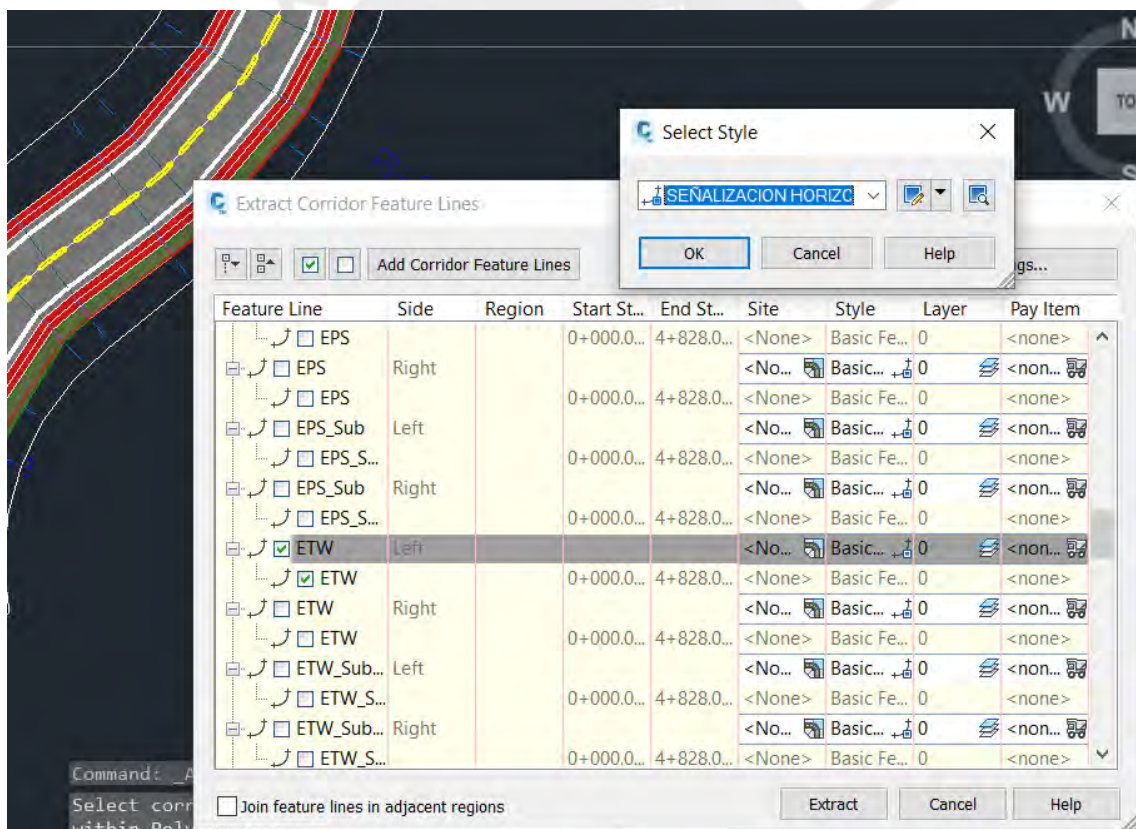 N
W
TO
S
Select Style
SEÑALIZACION HORIZC
OK Cancel Help
Extract Corridor Feature Lines
Add Corridor Feature Lines
gs...
Feature Line Side Region Start St... End St... Site Style Layer Pay Item
EPS 0+000.0... 4+828.0... <None> Basic Fe... 0 <none>
EPS Right <No... Basic... 0 <non...
EPS 0+000.0... 4+828.0... <None> Basic Fe... 0 <none>
EPS_Sub Left <No... Basic... 0 <non...
EPS_S... 0+000.0... 4+828.0... <None> Basic Fe... 0 <none>
EPS_Sub Right <No... Basic... 0 <non...
EPS_S... 0+000.0... 4+828.0... <None> Basic Fe... 0 <none>
ETW Left <No... Basic... 0 <non...
ETW 0+000.0... 4+828.0... <None> Basic Fe... 0 <none>
ETW Right <No... Basic... 0 <non...
ETW 0+000.0... 4+828.0... <None> Basic Fe... 0 <none>
ETW_Sub... Left <No... Basic... 0 <non...
ETW_S... 0+000.0... 4+828.0... <None> Basic Fe... 0 <none>
ETW_Sub... Right <No... Basic... 0 <non...
ETW_S... 0+000.0... 4+828.0... <None> Basic Fe... 0 <none>
Command: _A
Select corr
Join feature lines in adjacent regions
Extract Cancel Help